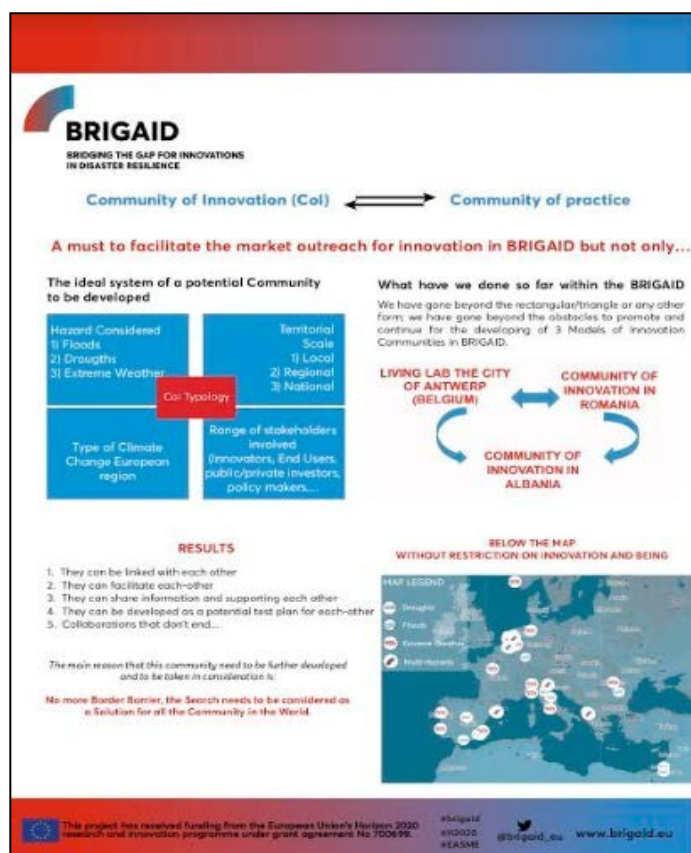 BRIGAID
BRIDGING THE GAP FOR INNOVATIONS
IN DISASTER RESILIENCE
Community of Innovation (CoI)
Community of practice
A must to facilitate the market outreach for innovation in BRIGAID but not only...
The ideal system of a potential Community
to be developed
Hazard Considered
1) Floods
2) Drougths
3) Extreme Weather
Territorial
Scale
1) Local
2) Regional
3) National
CoI Typology
Type of Climate
Change European
region
Range of stakeholders
involved
(Innovators, End Users,
public/private investors,
policy makers,...
What have we done so far within the BRIGAID
We have gone beyond the rectangular/triangle or any other
form; we have gone beyond the obstacles to promote and
continue for the developing of 3 Models of Innovation
Communities in BRIGAID.
LIVING LAB THE CITY
OF ANTWERP
(BELGIUM)
COMMUNITY OF
INNOVATION IN
ROMANIA
COMMUNITY OF
INNOVATION IN
ALBANIA
RESULTS
1. They can be linked with each other
2. They can facilitate each-other
3. They can share information and supporting each other
4. They can be developed as a potential test plan for each-other
5. Collaborations that don't end...
The main reason that this community need to be further developed
and to be taken in consideration is:
No more Border Barrier, the Search needs to be considered as
a Solution for all the Community in the World.
BELOW THE MAP
WITHOUT RESTRICTION ON INNOVATION AND BEING
MAP LEGEND
Droughts
Floods
Extreme Weather
Multi-Hazards
This project has received funding from the European Union's Horizon 2020
research and innovation programme under grant agreement No 700699.
#brigaid
#H2020
#EASME
@brigaid_eu
www.brigaid.eu